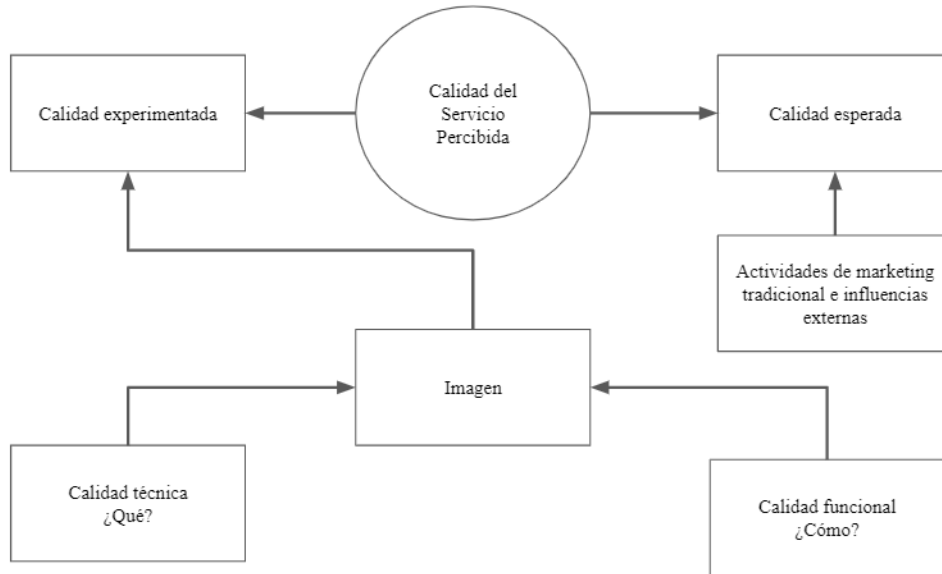 Calidad experimentada
Calidad del
Servicio
Percibida
Calidad esperada
Actividades de marketing
tradicional e influencias
externas
Imagen
Calidad técnica
¿Qué?
Calidad funcional
¿Cómo?